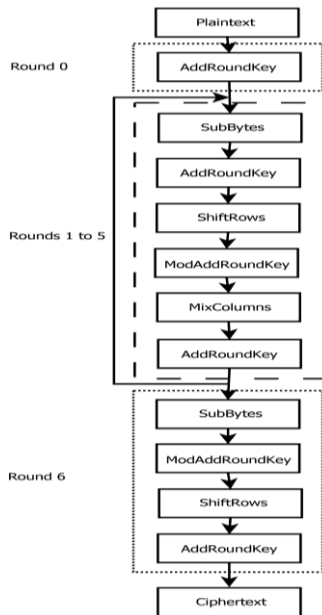 Plaintext
Round 0
AddRoundKey
SubBytes
AddRoundKey
ShiftRows
Rounds 1 to 5
ModAddRoundKey
MixColumns
AddRoundKey
SubBytes
ModAddRoundKey
Round 6
ShiftRows
AddRoundKey
Ciphertext